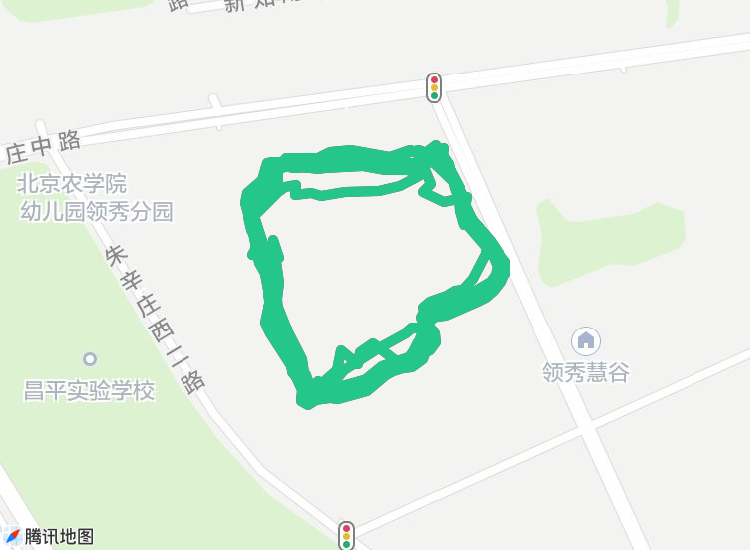 路
新
庄中路
北京农学院
幼儿园领秀分园
朱辛庄西二路
昌平实验学校
领秀慧谷
腾讯地图